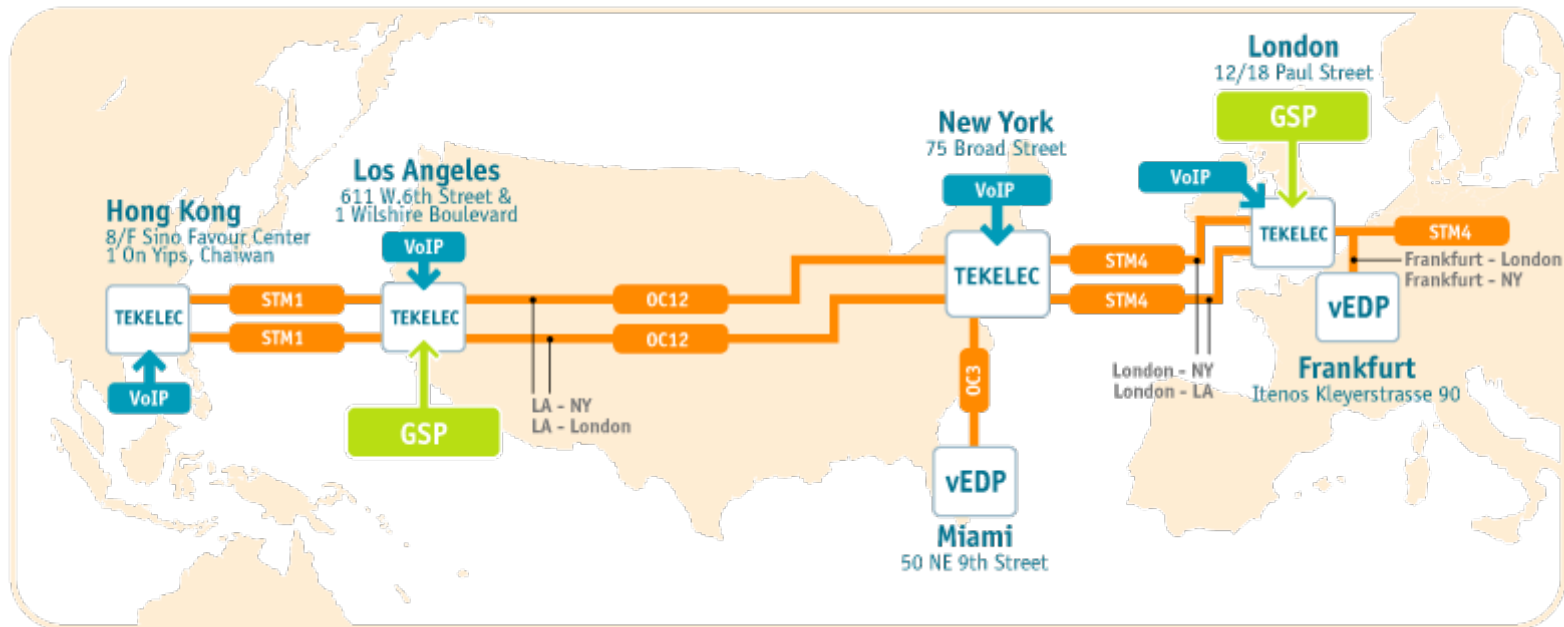 Hong Kong
8/F Sino Favour Center
1 On Yips, Chaiwan
TEKELEC
VoIP
STM1
STM1
Los Angeles
611 W.6th Street &
1 Wilshire Boulevard
VoIP
TEKELEC
GSP
OC12
OC12
LA - NY
LA - London
New York
75 Broad Street
VoIP
TEKELEC
OC3
vEDP
Miami
50 NE 9th Street
STM4
STM4
London - NY
London - LA
London
12/18 Paul Street
GSP
VoIP
TEKELEC
STM4
Frankfurt - London
Frankfurt - NY
vEDP
Frankfurt
Itenos Kleyerstrasse 90